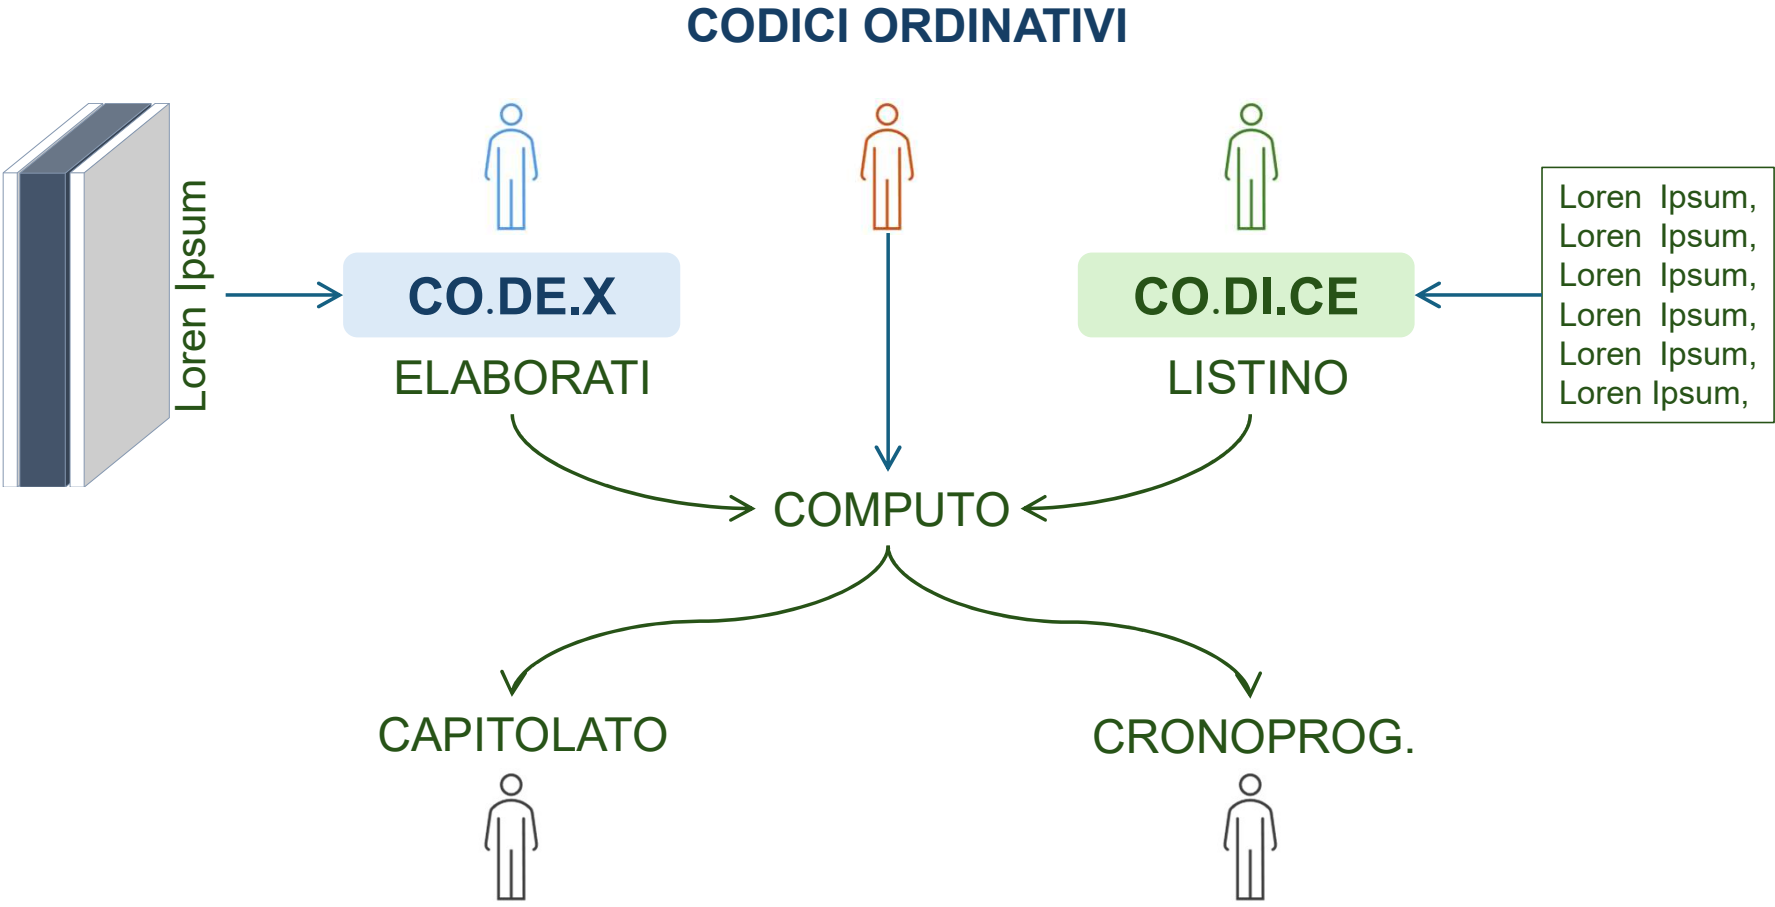 CODICI ORDINATIVI
Loren Ipsum
CO.DE.X
ELABORATI
CO.DI.CE
LISTINO
Loren Ipsum,
Loren Ipsum,
Loren Ipsum,
Loren Ipsum,
Loren Ipsum,
Loren Ipsum,
COMPUTO
CAPITOLATO
CRONOPROG.